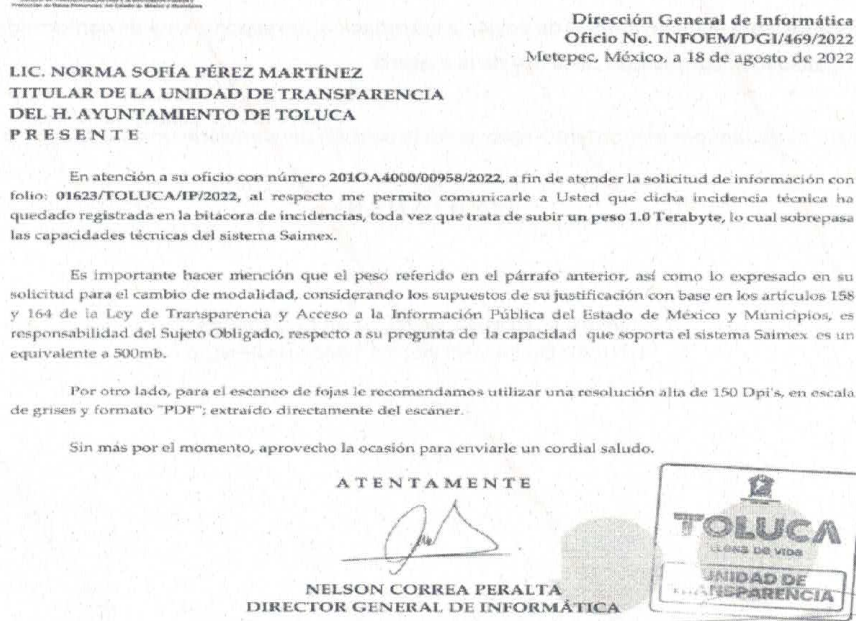 Protección de Datos Personales del Estado de México y Municipios
Dirección General de Informática
Oficio No. INFOEM/DGI/469/2022
Metepec, México, a 18 de agosto de 2022
LIC. NORMA SOFÍA PÉREZ MARTÍNEZ
TITULAR DE LA UNIDAD DE TRANSPARENCIA
DEL H. AYUNTAMIENTO DE TOLUCA
P R E S E N T E
En atención a su oficio con número 201OA4000/00958/2022, a fin de atender la solicitud de información con
folio: 01623/TOLUCA/IP/2022, al respecto me permito comunicarle a Usted que dicha incidencia técnica ha
quedado registrada en la bitácora de incidencias, toda vez que trata de subir un peso 1.0 Terabyte, lo cual sobrepasa
las capacidades técnicas del sistema Saimex.
Es importante hacer mención que el peso referido en el párrafo anterior, así como lo expresado en su
solicitud para el cambio de modalidad, considerando los supuestos de su justificación con base en los artículos 158
y 164 de la Ley de Transparencia y Acceso a la Información Pública del Estado de México y Municipios, es
responsabilidad del Sujeto Obligado, respecto a su pregunta de la capacidad que soporta el sistema Saimex es un
equivalente a 500mb.
Por otro lado, para el escaneo de fojas le recomendamos utilizar una resolución alta de 150 Dpi's, en escala
de grises y formato "PDF"; extraído directamente del escáner.
Sin más por el momento, aprovecho la ocasión para enviarle un cordial saludo.
A T E N T A M E N T E
NELSON CORREA PERALTA
DIRECTOR GENERAL DE INFORMÁTICA
TOLUCA
LLENA DE VIDA
UNIDAD DE
TRANSPARENCIA